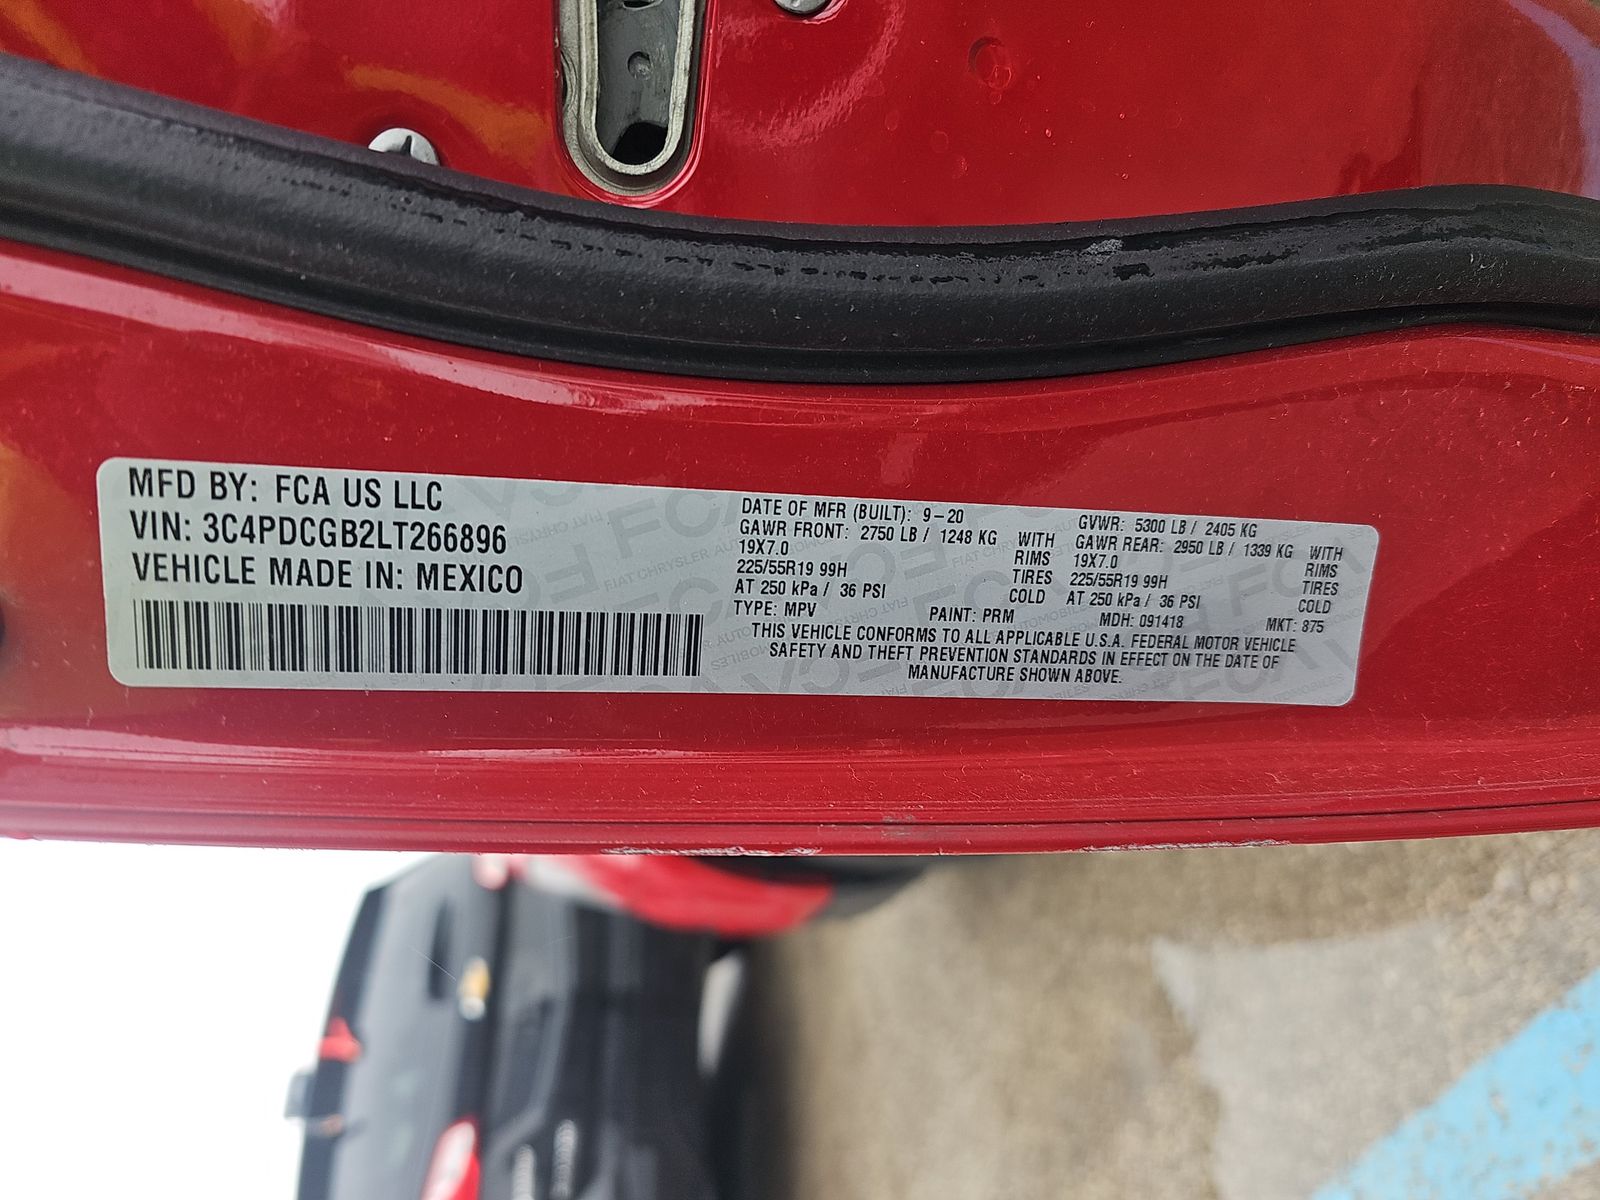 MFD BY: FCA US LLC
VIN: 3C4PDCGB2LT266896
VEHICLE MADE IN: MEXICO
DATE OF MFR (BUILT): 9-20
GAWR FRONT: 2750 LB / 1248 KG WITH
19X7.0 RIMS
225/55R19 99H TIRES
AT 250 kPa / 36 PSI COLD
GVWR: 5300 LB / 2405 KG
GAWR REAR: 2950 LB / 1339 KG WITH
19X7.0 RIMS
225/55R19 99H TIRES
AT 250 kPa / 36 PSI COLD
TYPE: MPV PAINT: PRM MDH: 091418 MKT: 875
THIS VEHICLE CONFORMS TO ALL APPLICABLE U.S.A. FEDERAL MOTOR VEHICLE
SAFETY AND THEFT PREVENTION STANDARDS IN EFFECT ON THE DATE OF
MANUFACTURE SHOWN ABOVE.